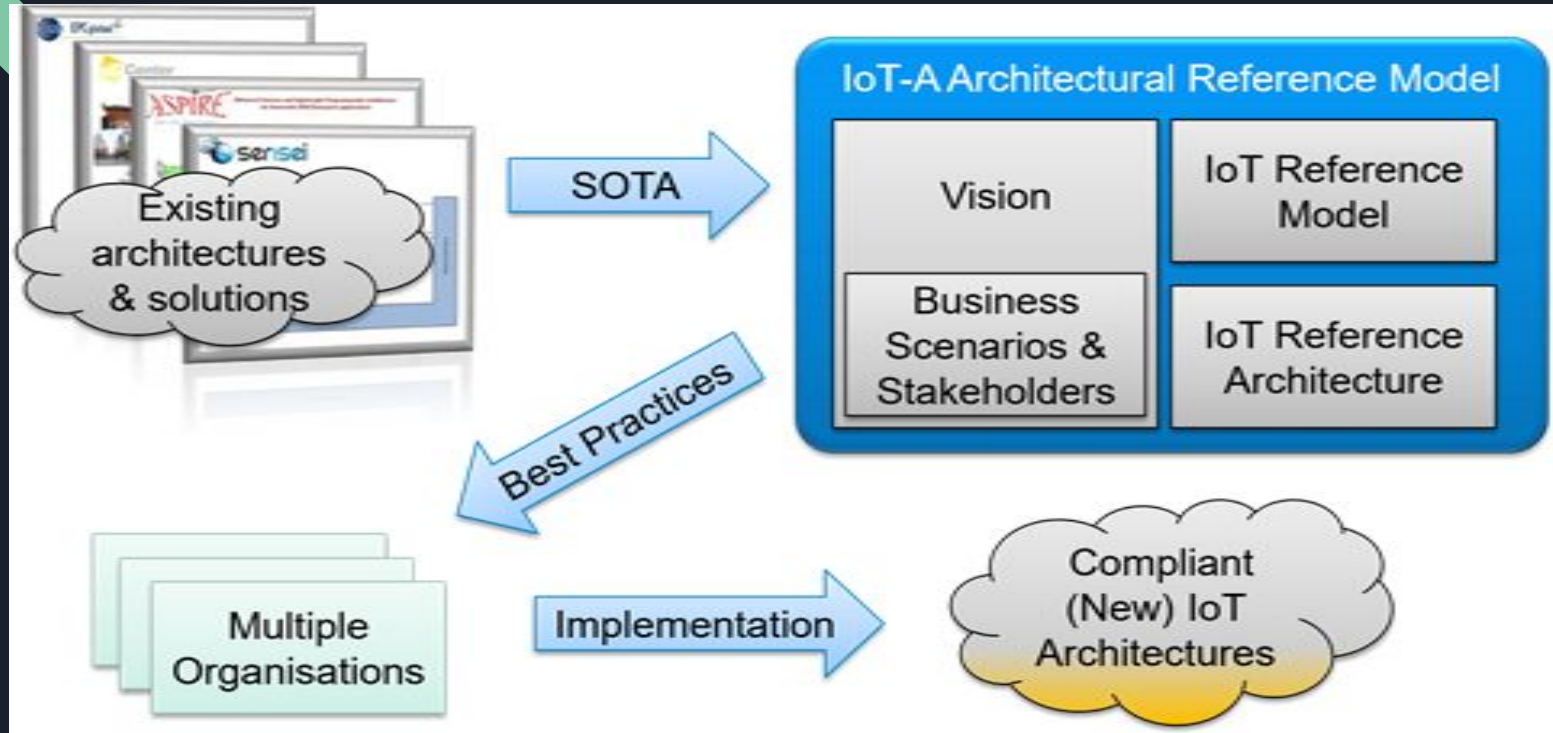 ASPIRE
sensei
Existing
architectures
& solutions
SOTA
IoT-A Architectural Reference Model
Vision
Business
Scenarios &
Stakeholders
IoT Reference
Model
IoT Reference
Architecture
Best Practices
Multiple
Organisations
Implementation
Compliant
(New) IoT
Architectures